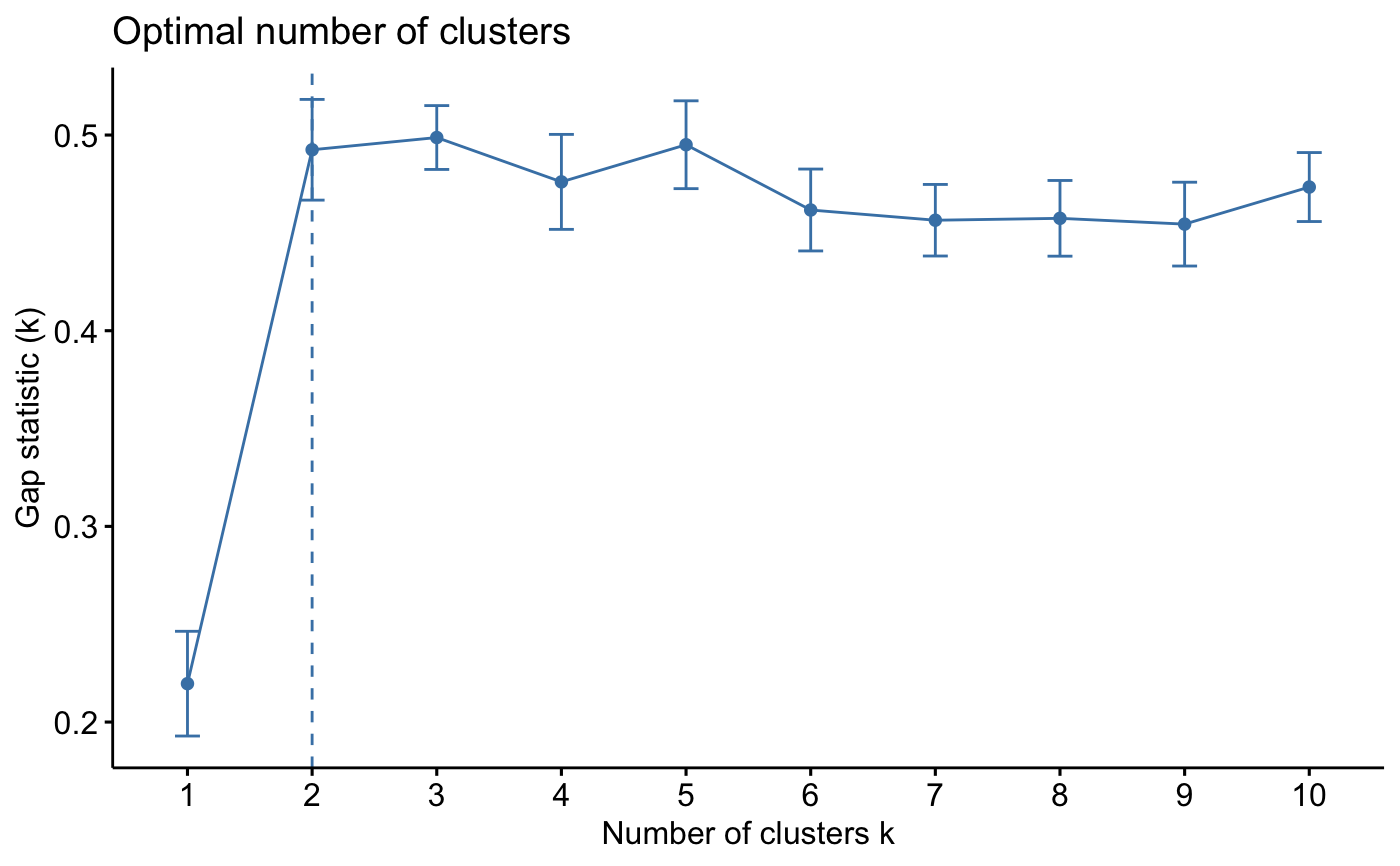 Optimal number of clusters
Gap statistic (k)
0.5
0.4
0.3
0.2
1 2 3 4 5 6 7 8 9 10
Number of clusters k